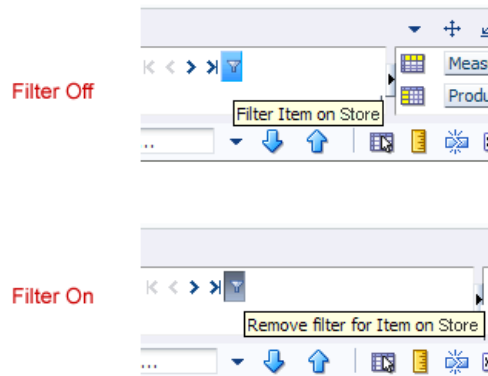 Meas
Filter Off
Produ
Filter Item on Store
...
Filter On
Remove filter for Item on Store
...